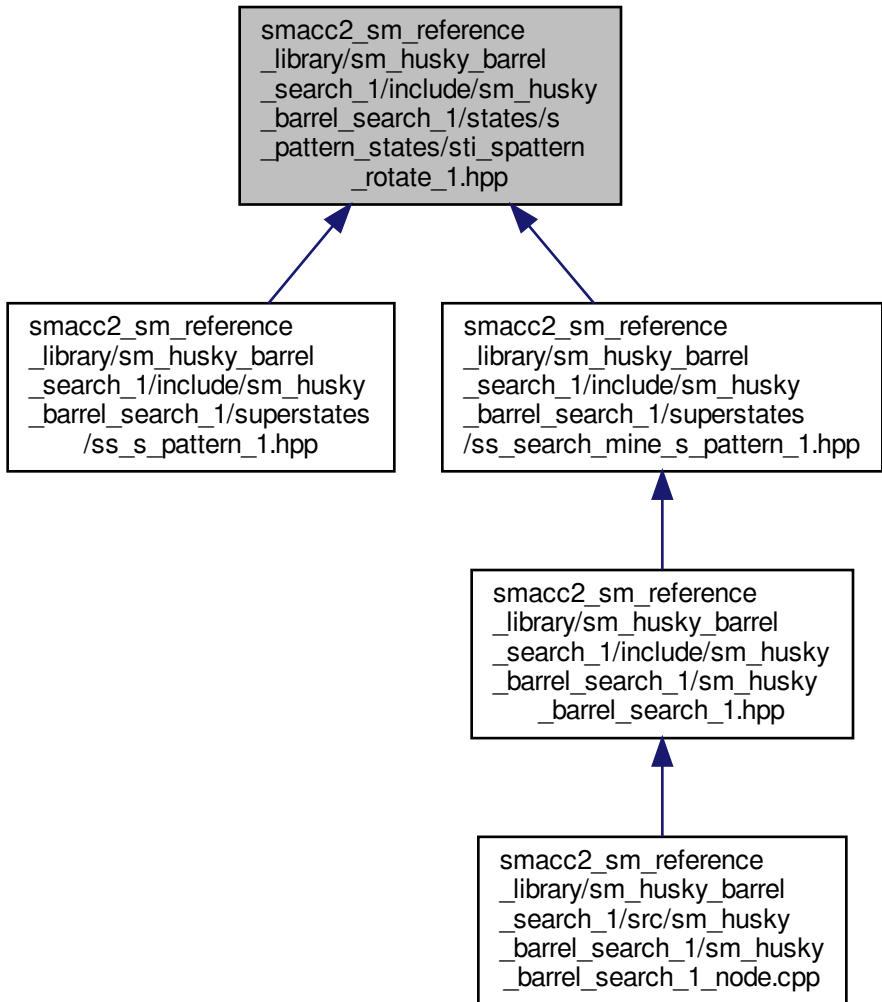 smacc2_sm_reference
_library/sm_husky_barrel
_search_1/include/sm_husky
_barrel_search_1/states/s
_pattern_states/sti_spattern
_rotate_1.hpp
smacc2_sm_reference
_library/sm_husky_barrel
_search_1/include/sm_husky
_barrel_search_1/superstates
/ss_s_pattern_1.hpp
smacc2_sm_reference
_library/sm_husky_barrel
_search_1/include/sm_husky
_barrel_search_1/superstates
/ss_search_mine_s_pattern_1.hpp
smacc2_sm_reference
_library/sm_husky_barrel
_search_1/include/sm_husky
_barrel_search_1/sm_husky
_barrel_search_1.hpp
smacc2_sm_reference
_library/sm_husky_barrel
_search_1/src/sm_husky
_barrel_search_1/sm_husky
_barrel_search_1_node.cpp